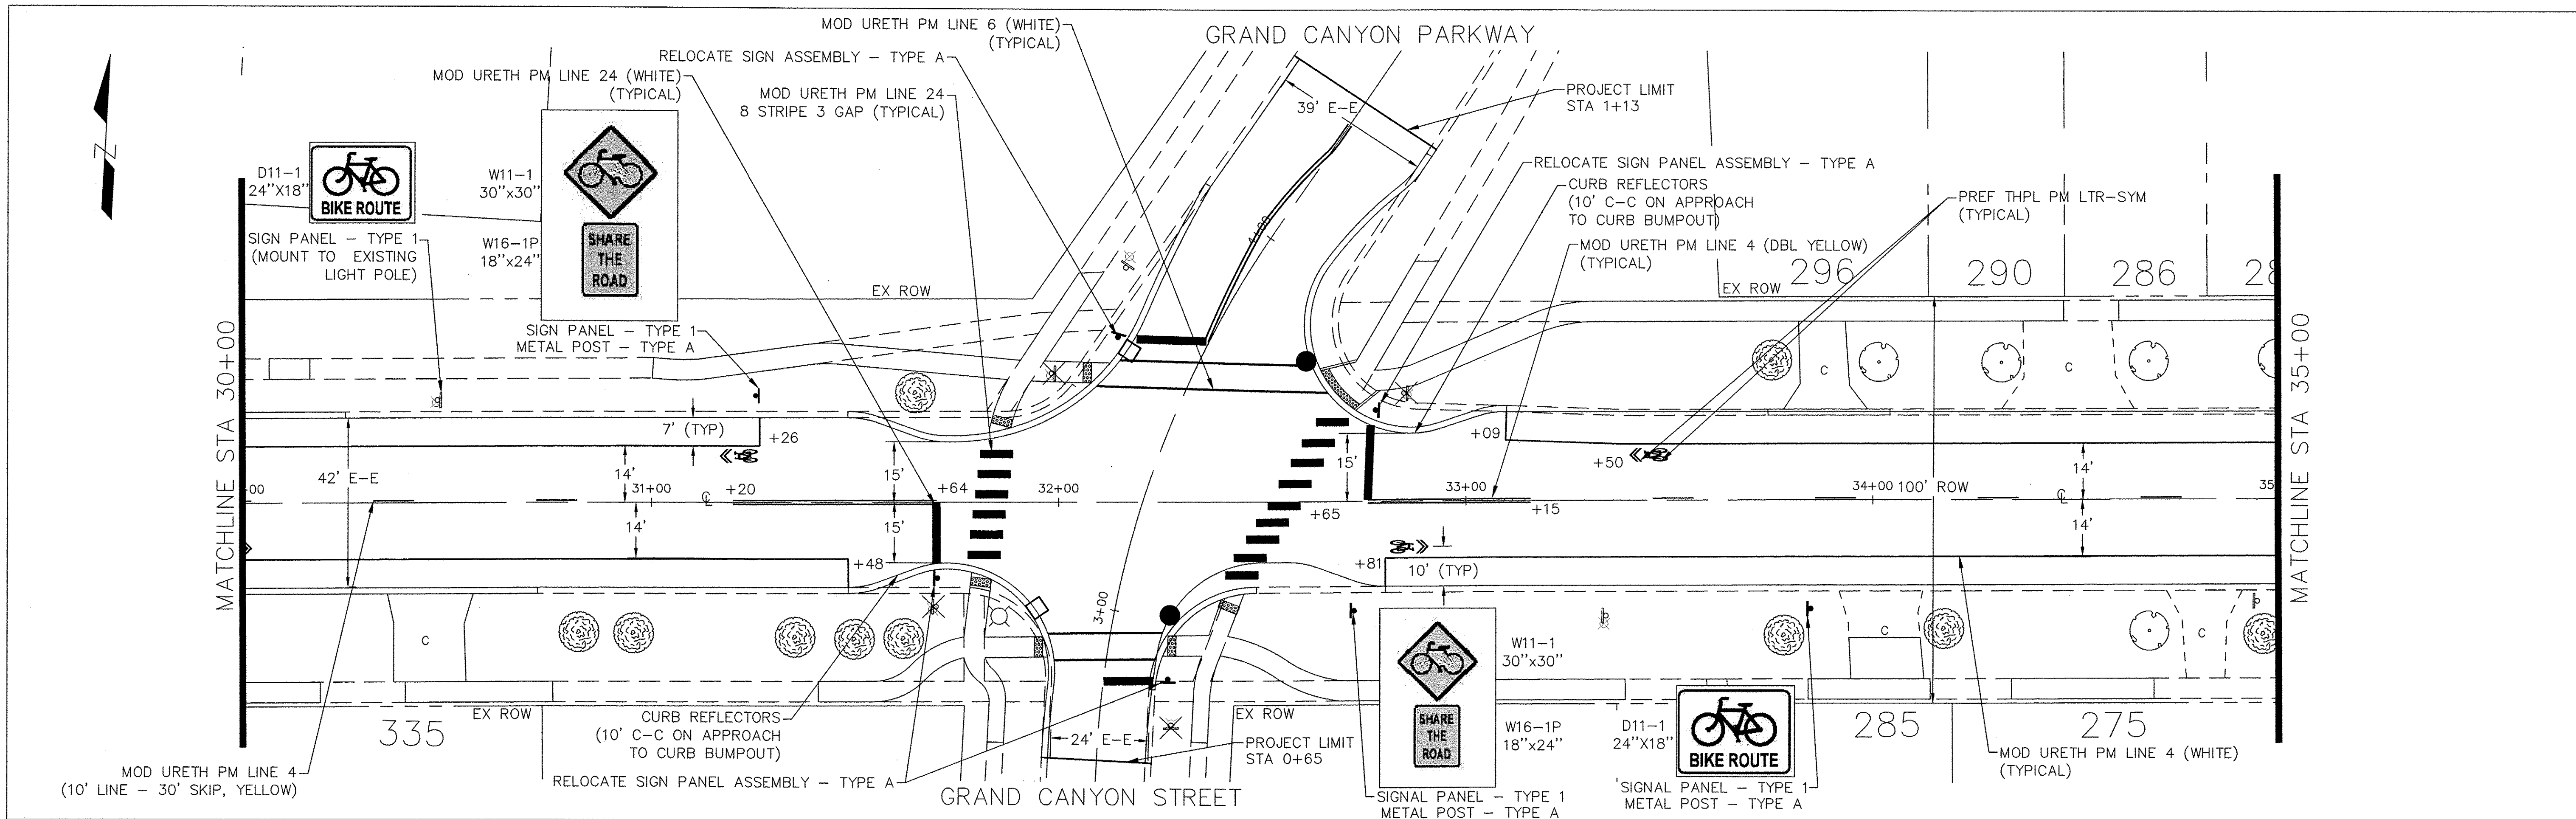 GRAND CANYON PARKWAY
MOD URETH PM LINE 6 (WHITE)
(TYPICAL)
RELOCATE SIGN ASSEMBLY – TYPE A
MOD URETH PM LINE 24 (WHITE)
(TYPICAL)
MOD URETH PM LINE 24
8 STRIPE 3 GAP (TYPICAL)
39' E–E
PROJECT LIMIT
STA 1+13
N
D11–1
24"X18"
BIKE ROUTE
W11–1
30"x30"
W16–1P
18"x24"
SHARE
THE
ROAD
SIGN PANEL – TYPE 1
(MOUNT TO EXISTING
LIGHT POLE)
RELOCATE SIGN PANEL ASSEMBLY – TYPE A
CURB REFLECTORS
(10' C–C ON APPROACH
TO CURB BUMPOUT)
PREF THPL PM LTR–SYM
(TYPICAL)
MOD URETH PM LINE 4 (DBL YELLOW)
(TYPICAL)
296
290
286
28
EX ROW
EX ROW
SIGN PANEL – TYPE 1
METAL POST – TYPE A
MATCHLINE STA 30+00
MATCHLINE STA 35+00
7' (TYP)
+26
+09
+50
42' E–E
14'
15'
15'
14'
+00
31+00
+20
CL
+64
32+00
33+00
34+00
100' ROW
CL
35
+65
+15
14'
15'
14'
+48
+81
10' (TYP)
3+00
C
C
C
C
C
335
EX ROW
CURB REFLECTORS
(10' C–C ON APPROACH
TO CURB BUMPOUT)
24' E–E
EX ROW
PROJECT LIMIT
STA 0+65
SHARE
THE
ROAD
W11–1
30"x30"
W16–1P
18"x24"
D11–1
24"X18"
BIKE ROUTE
285
275
MOD URETH PM LINE 4
(10' LINE – 30' SKIP, YELLOW)
RELOCATE SIGN PANEL ASSEMBLY – TYPE A
GRAND CANYON STREET
SIGNAL PANEL – TYPE 1
METAL POST – TYPE A
SIGNAL PANEL – TYPE 1
METAL POST – TYPE A
MOD URETH PM LINE 4 (WHITE)
(TYPICAL)